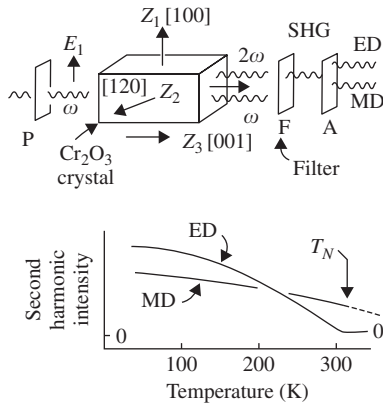 Z₁ [100]
E₁
SHG
ED
2ω
[120]
Z₂
MD
ω
ω
P
F
A
Z₃ [001]
Cr₂O₃
crystal
Filter
ED
T_N
Second
harmonic
intensity
MD
0
0
100
200
300
Temperature (K)